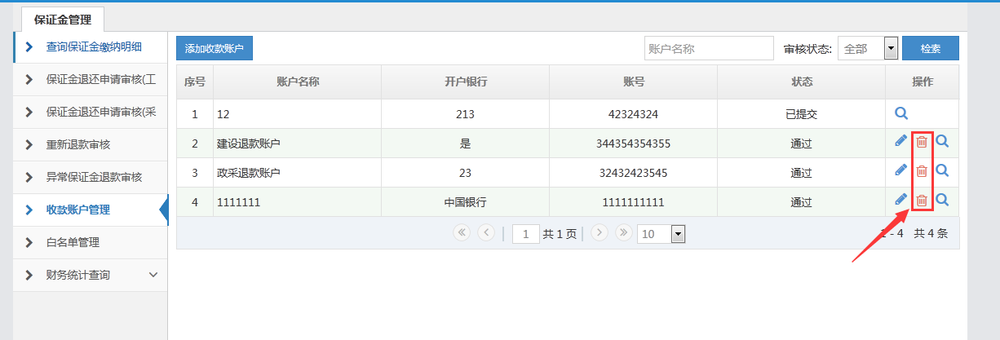 保证金管理
查询保证金缴纳明细
保证金退还申请审核(工
保证金退还申请审核(采
重新退款审核
异常保证金退款审核
收款账户管理
白名单管理
财务统计查询
添加收款账户 账户名称 审核状态: 全部 检索
序号 账户名称 开户银行 账号 状态 操作
1 12 213 42324324 已提交
2 建设退款账户 是 344354354355 通过
3 政采退款账户 23 32432423545 通过
4 1111111 中国银行 1111111111 通过
1 共 1 页 10 1 - 4 共 4 条